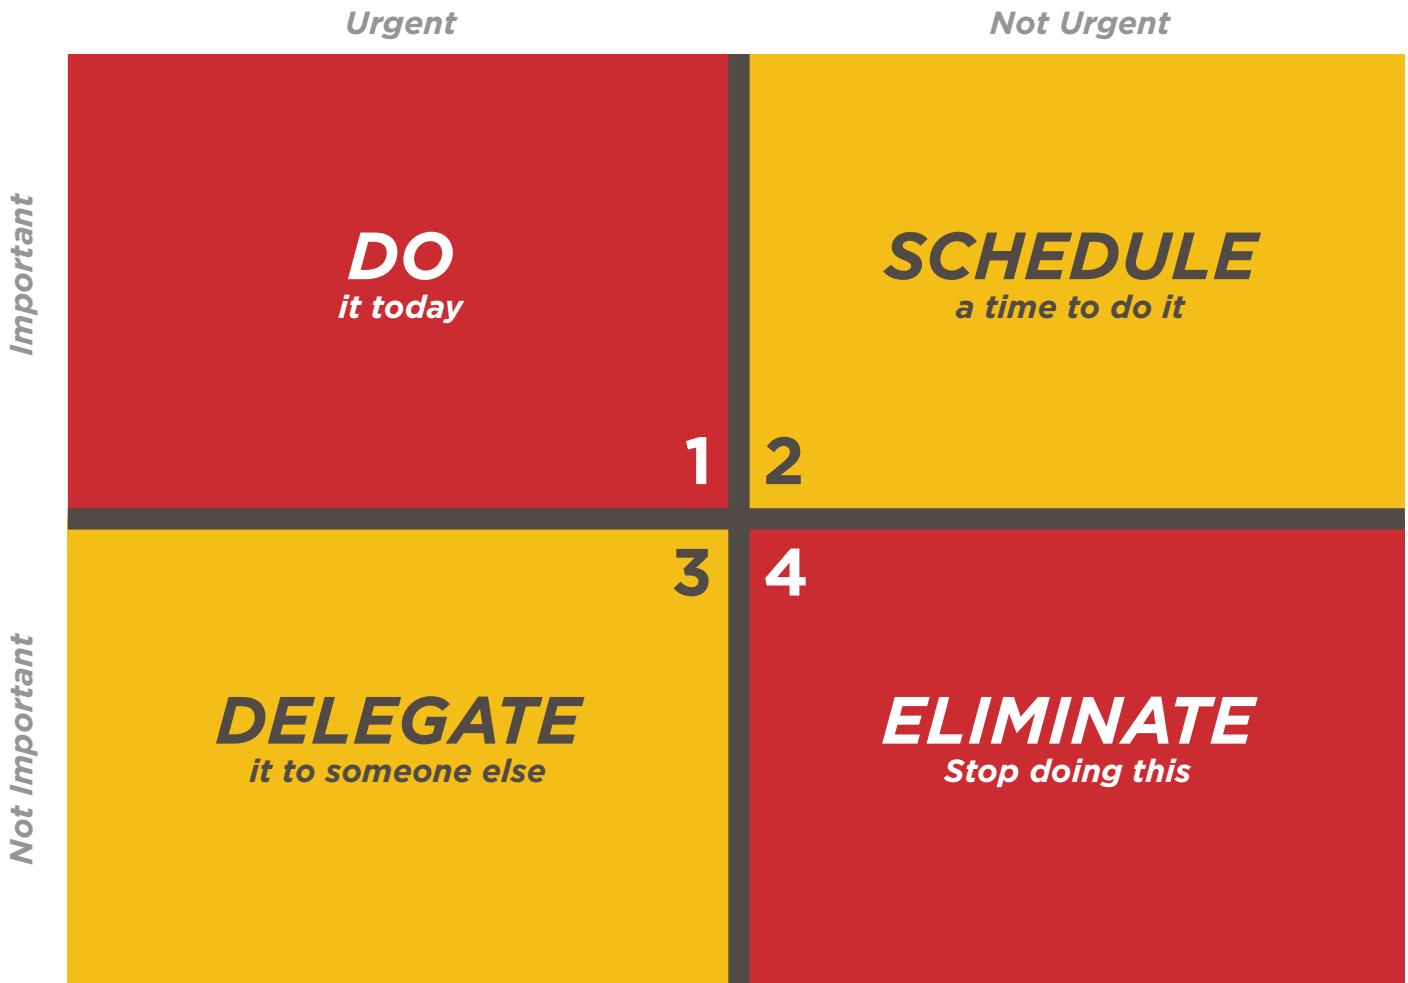 Urgent
Not Urgent
Important
DO
it today
1
SCHEDULE
a time to do it
2
Not Important
3
DELEGATE
it to someone else
4
ELIMINATE
Stop doing this